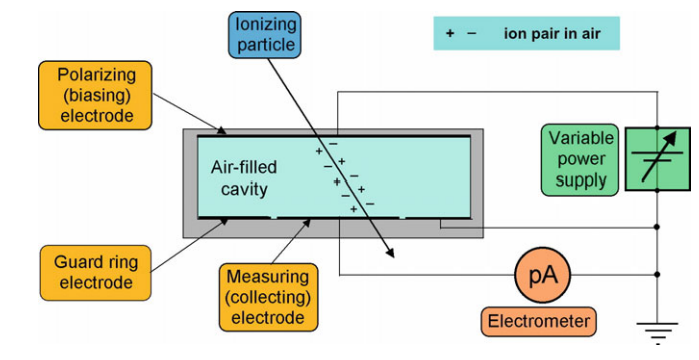 Ionizing
particle
+ − ion pair in air
Polarizing
(biasing)
electrode
Air-filled
cavity
Variable
power
supply
Guard ring
electrode
Measuring
(collecting)
electrode
pA
Electrometer